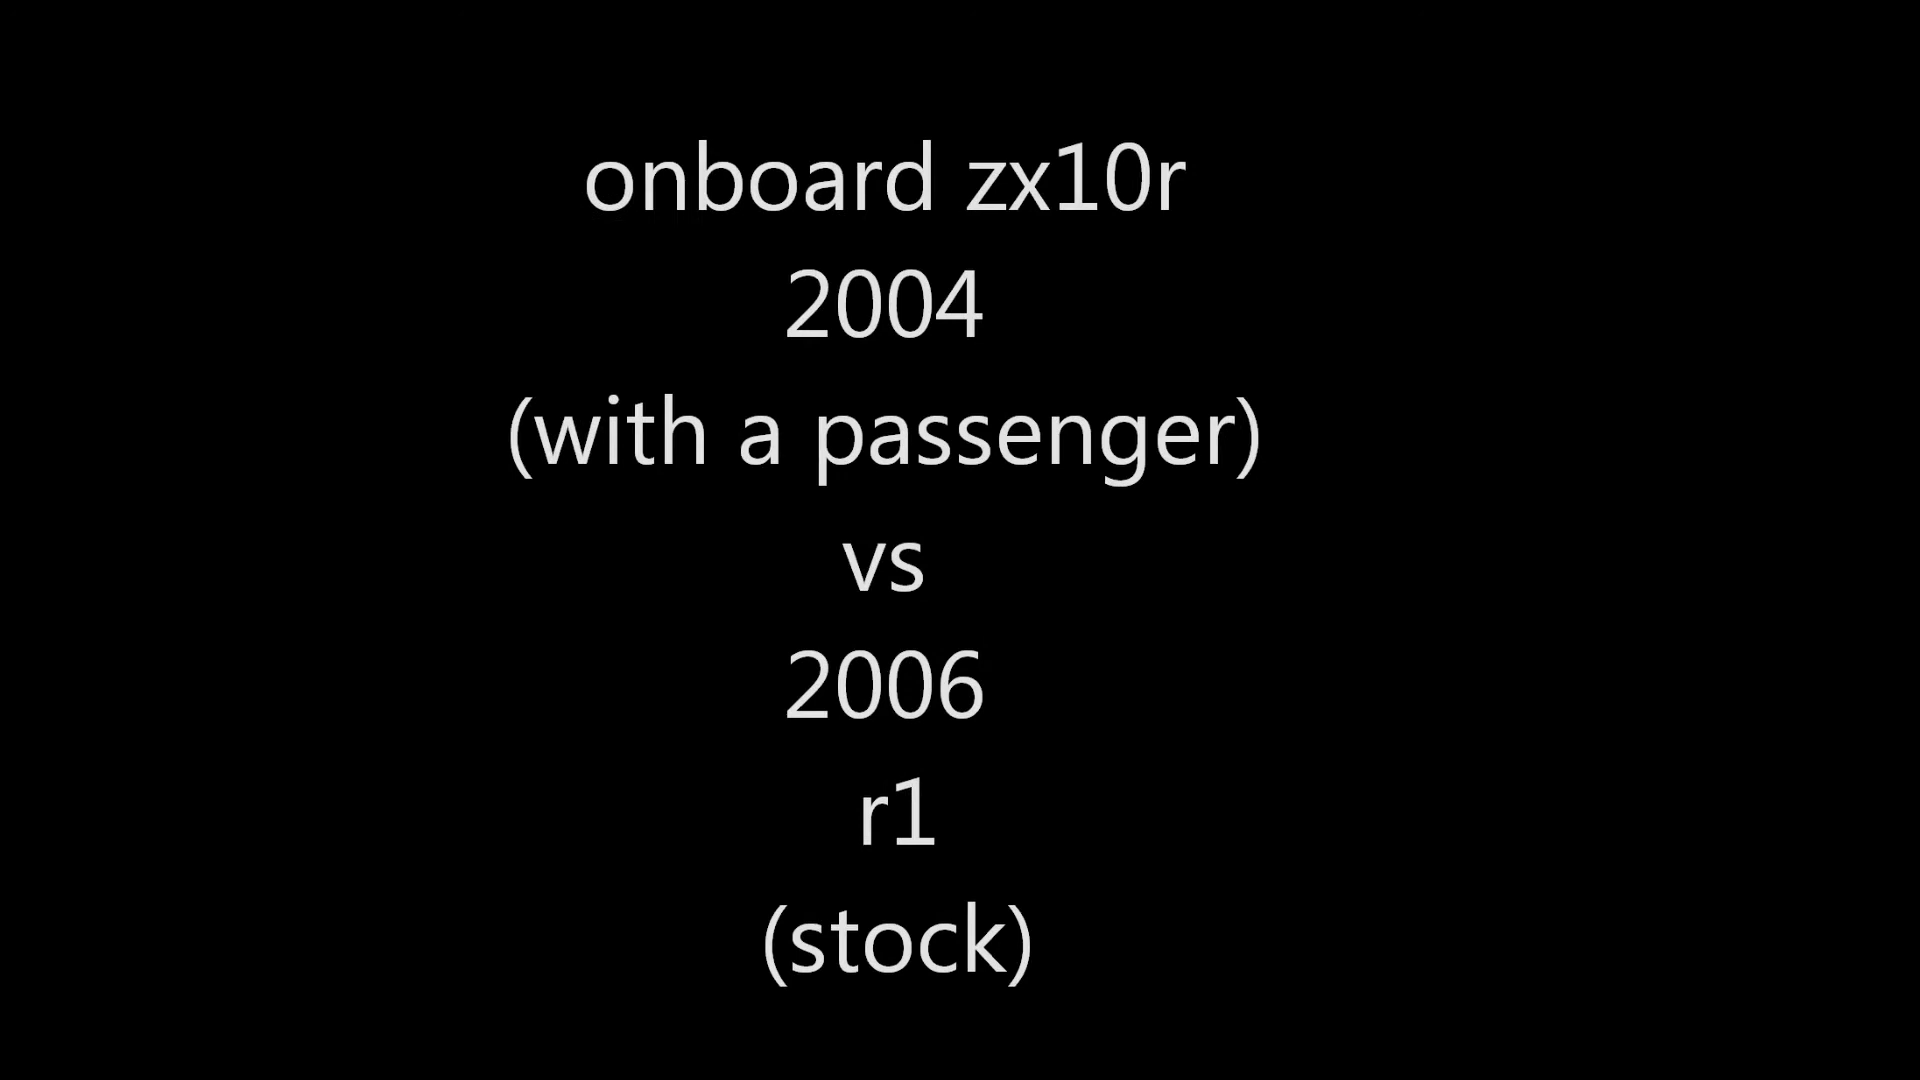 onboard zx10r
2004
(with a passenger)
vs
2006
r1
(stock)